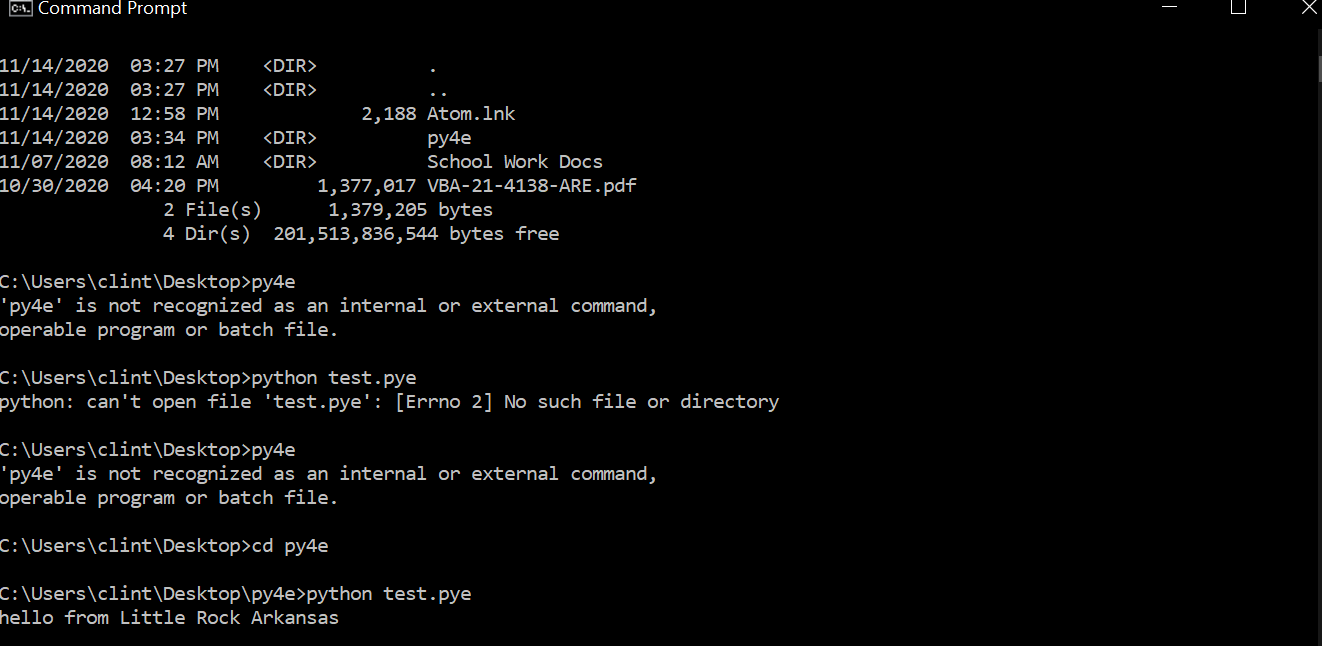 Command Prompt
11/14/2020  03:27 PM    <DIR>          .
11/14/2020  03:27 PM    <DIR>          ..
11/14/2020  12:58 PM             2,188 Atom.lnk
11/14/2020  03:34 PM    <DIR>          py4e
11/07/2020  08:12 AM    <DIR>          School Work Docs
10/30/2020  04:20 PM         1,377,017 VBA-21-4138-ARE.pdf
               2 File(s)      1,379,205 bytes
               4 Dir(s)  201,513,836,544 bytes free
C:\Users\clint\Desktop>py4e
'py4e' is not recognized as an internal or external command,
operable program or batch file.
C:\Users\clint\Desktop>python test.pye
python: can't open file 'test.pye': [Errno 2] No such file or directory
C:\Users\clint\Desktop>py4e
'py4e' is not recognized as an internal or external command,
operable program or batch file.
C:\Users\clint\Desktop>cd py4e
C:\Users\clint\Desktop\py4e>python test.pye
hello from Little Rock Arkansas